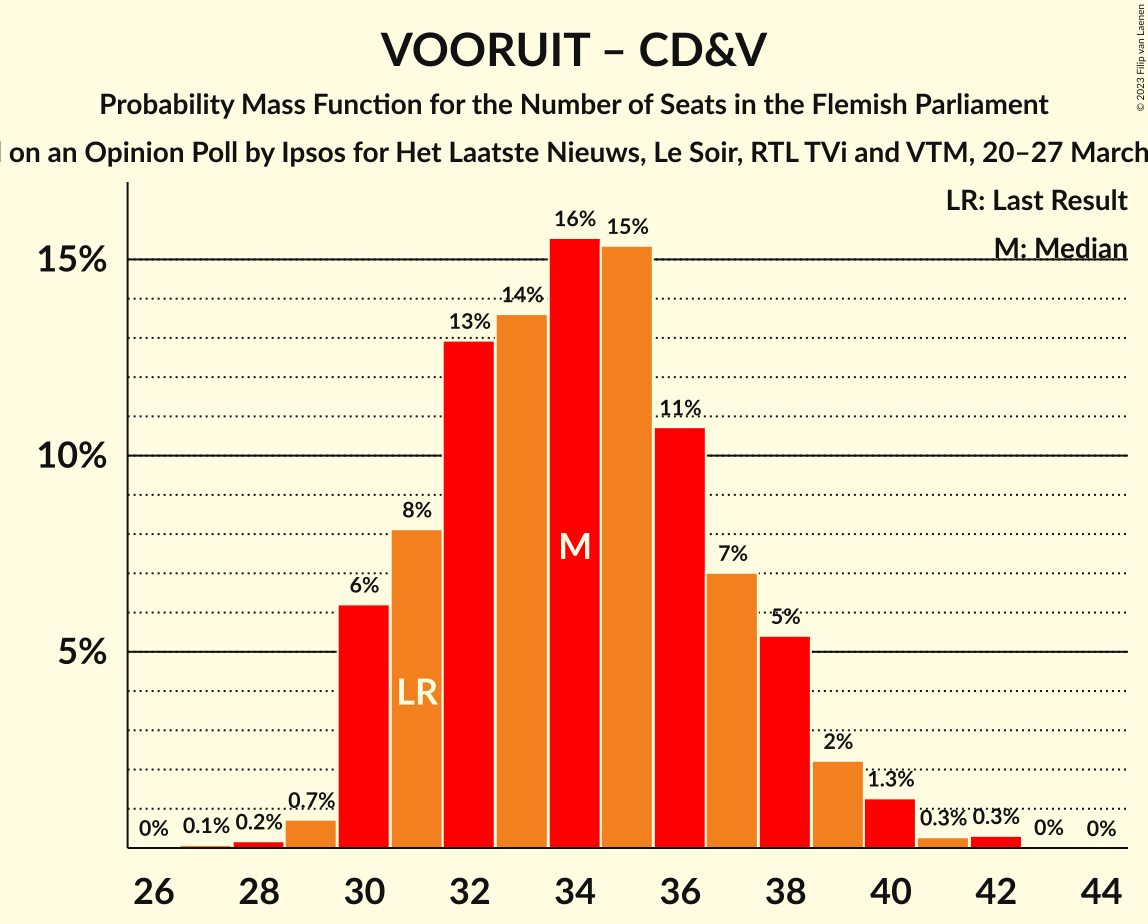 © 2023 Filip van Laenen
VOORUIT – CD&V
Probability Mass Function for the Number of Seats in the Flemish Parliament
on an Opinion Poll by Ipsos for Het Laatste Nieuws, Le Soir, RTL TVi and VTM, 20–27 March
LR: Last Result
M: Median
15%
10%
5%
0%
0.1%
0.2%
0.7%
6%
8%
13%
14%
16%
15%
11%
7%
5%
2%
1.3%
0.3%
0.3%
0%
0%
LR
M
26 28 30 32 34 36 38 40 42 44